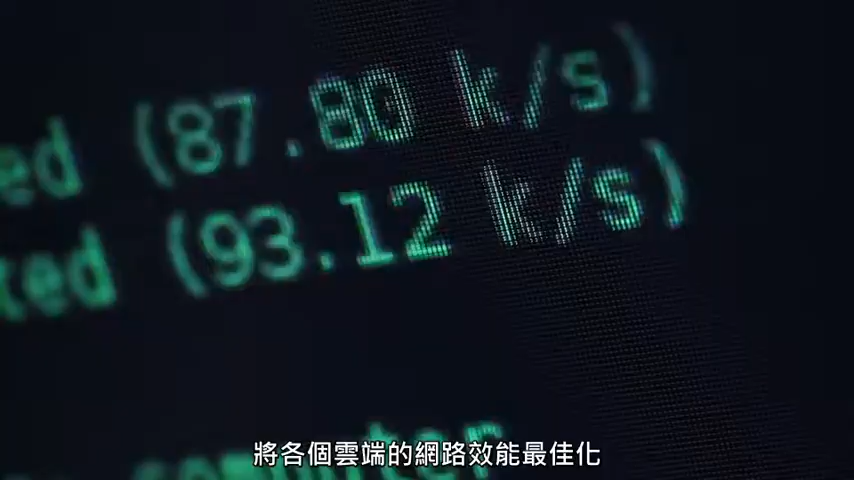 ed (87.80 k/s)
ted (93.12 k/s)
computer
將各個雲端的網路效能最佳化